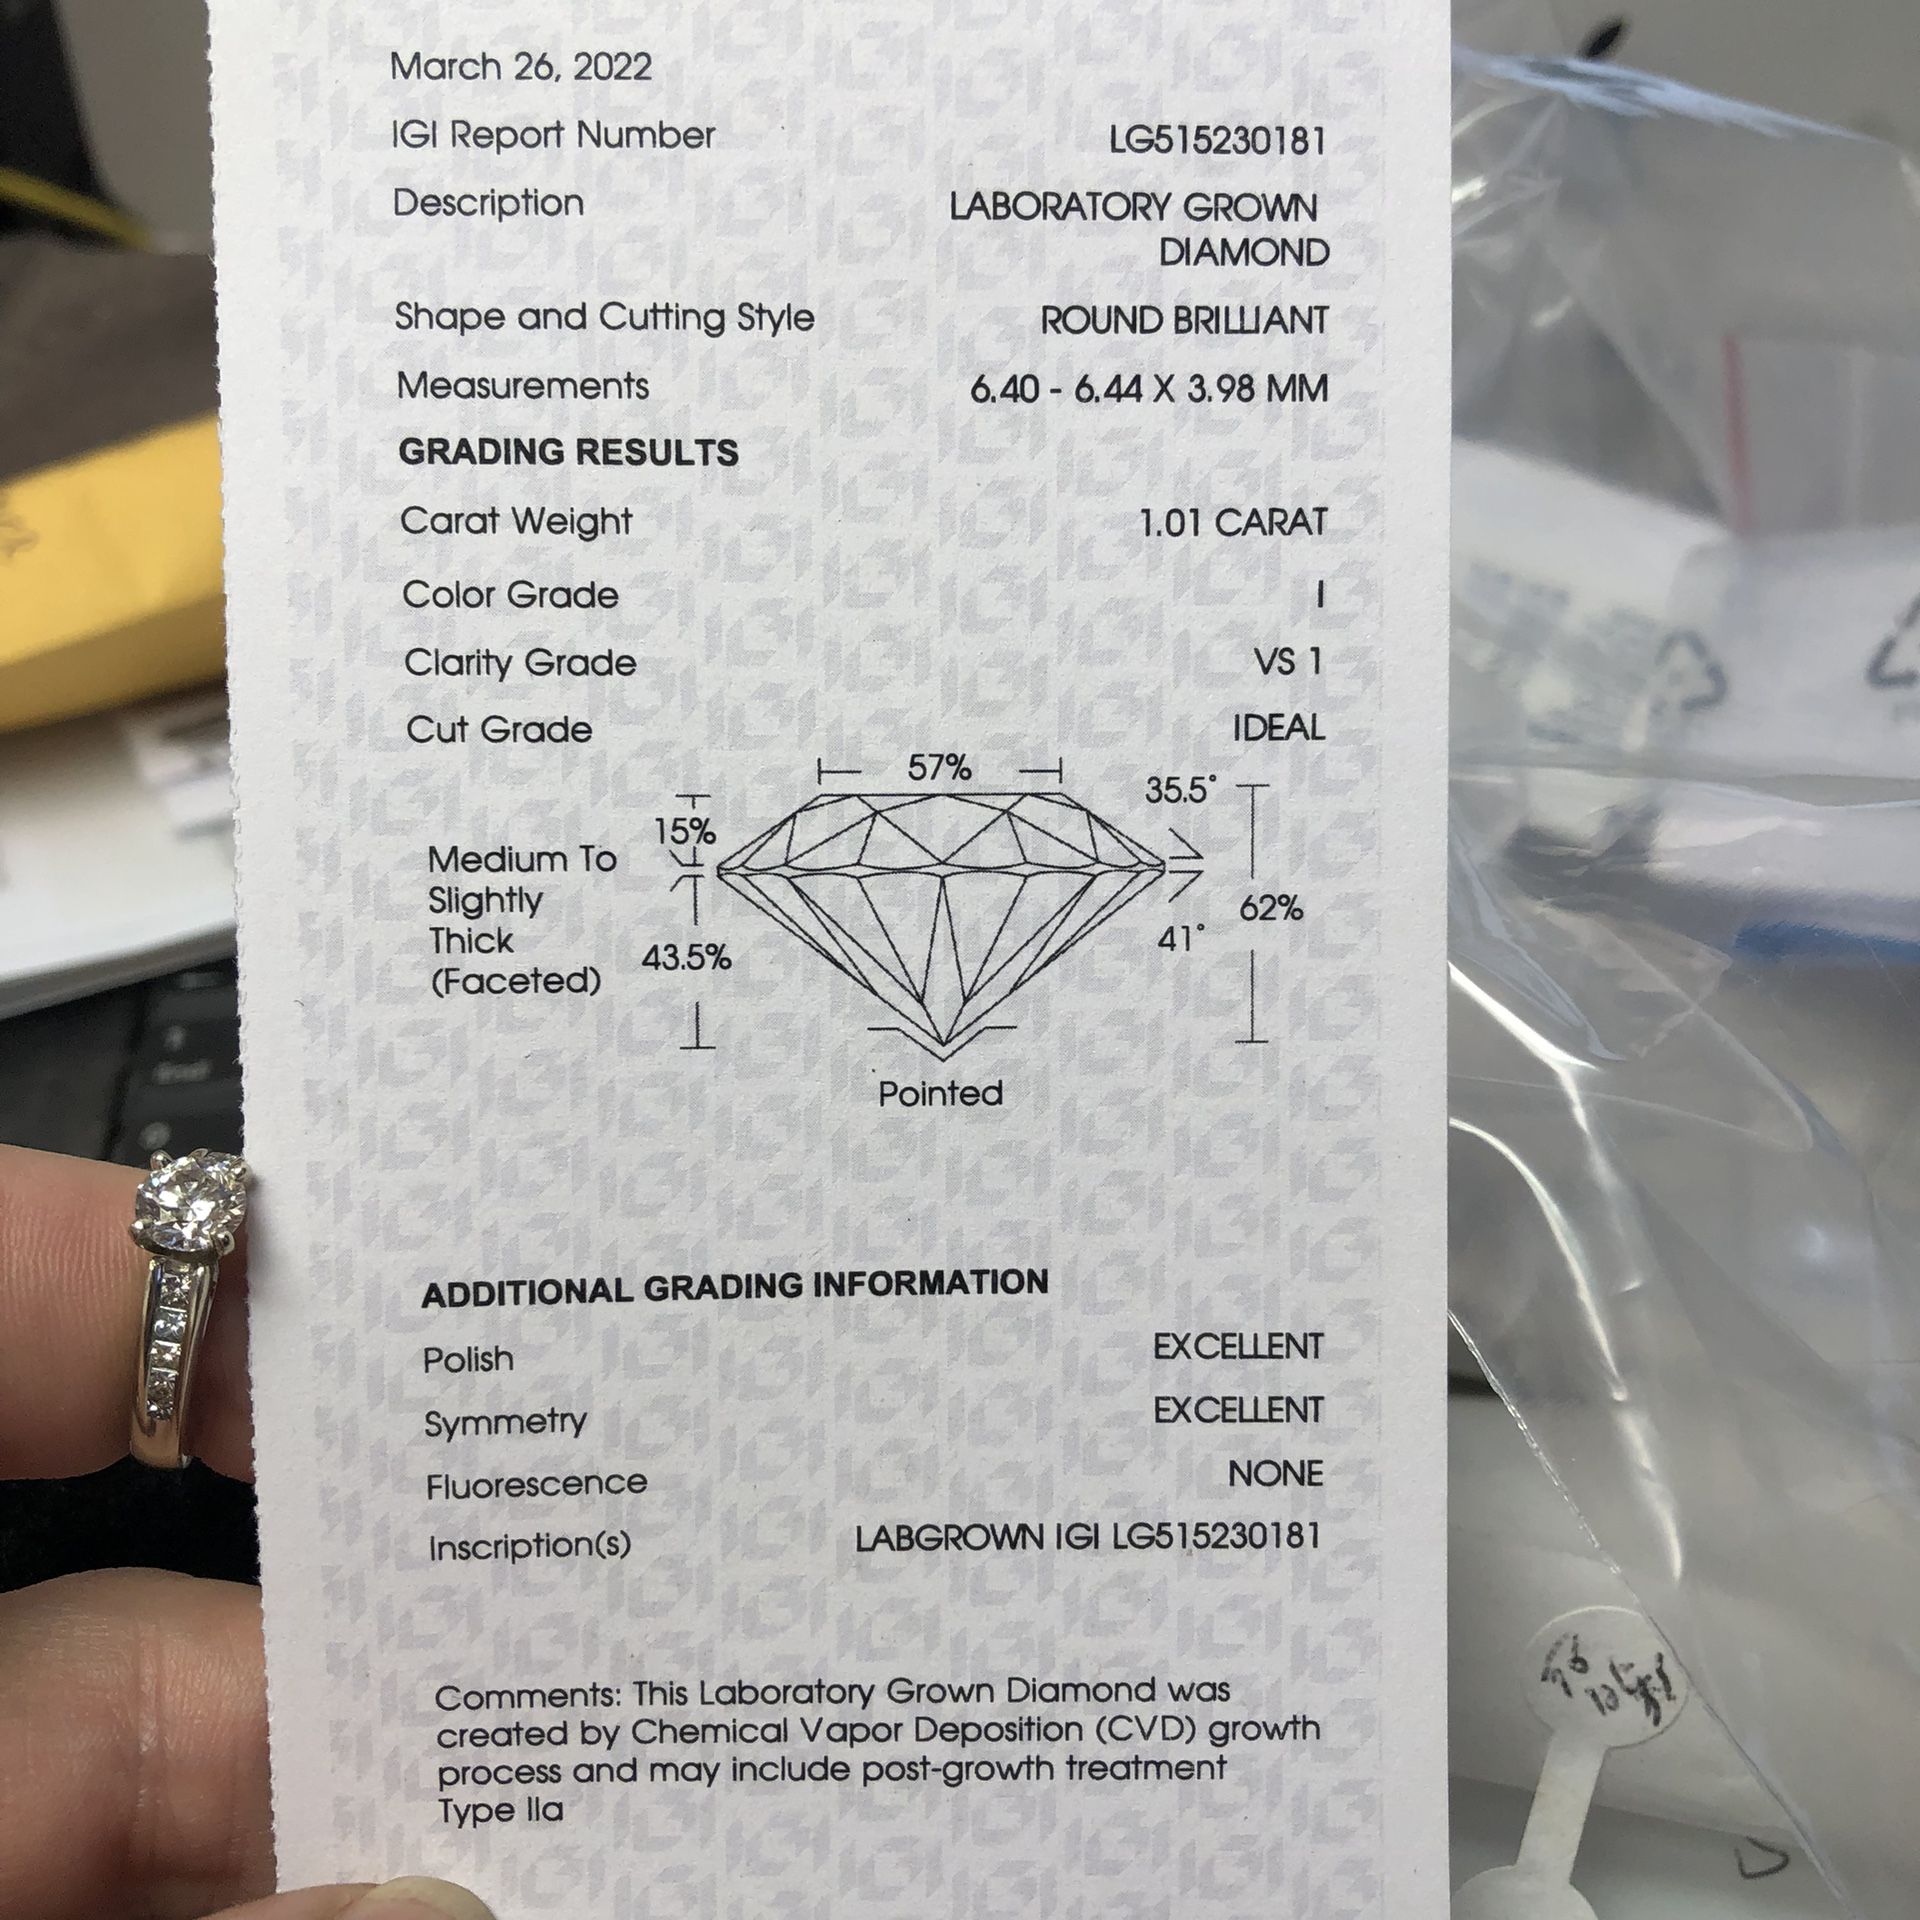 March 26, 2022
IGI Report Number LG515230181
Description LABORATORY GROWN
DIAMOND
Shape and Cutting Style ROUND BRILLIANT
Measurements 6.40 - 6.44 X 3.98 MM
GRADING RESULTS
Carat Weight 1.01 CARAT
Color Grade I
Clarity Grade VS 1
Cut Grade IDEAL
57%
35.5°
15%
Medium To
Slightly
Thick
(Faceted)
43.5%
62%
41°
Pointed
ADDITIONAL GRADING INFORMATION
Polish EXCELLENT
Symmetry EXCELLENT
Fluorescence NONE
Inscription(s) LABGROWN IGI LG515230181
Comments: This Laboratory Grown Diamond was
created by Chemical Vapor Deposition (CVD) growth
process and may include post-growth treatment
Type IIa